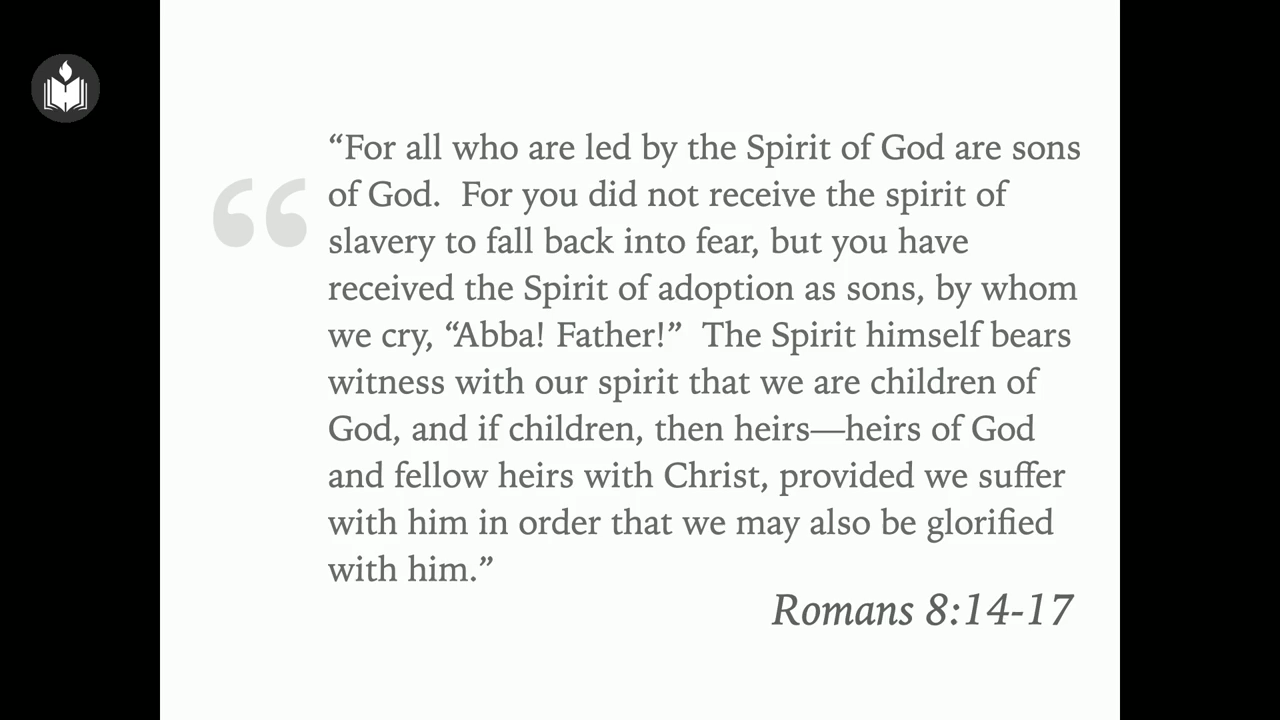 “For all who are led by the Spirit of God are sons
of God.  For you did not receive the spirit of
slavery to fall back into fear, but you have
received the Spirit of adoption as sons, by whom
we cry, “Abba! Father!”  The Spirit himself bears
witness with our spirit that we are children of
God, and if children, then heirs—heirs of God
and fellow heirs with Christ, provided we suffer
with him in order that we may also be glorified
with him.”
Romans 8:14-17